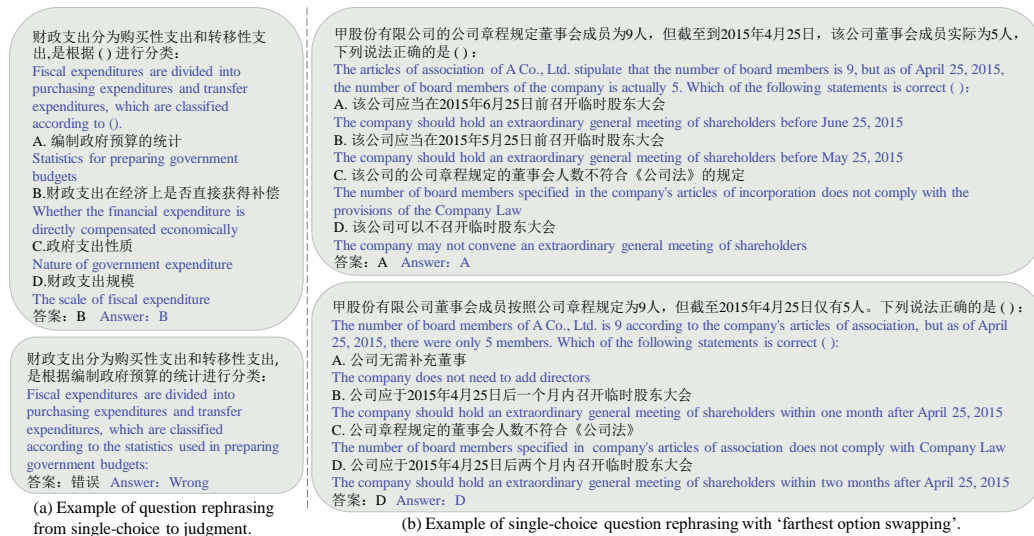 财政支出分为购买性支出和转移性支
出,是根据 ( ) 进行分类：
Fiscal expenditures are divided into
purchasing expenditures and transfer
expenditures, which are classified
according to ().
A. 编制政府预算的统计
Statistics for preparing government
budgets
B.财政支出在经济上是否直接获得补偿
Whether the financial expenditure is
directly compensated economically
C.政府支出性质
Nature of government expenditure
D.财政支出规模
The scale of fiscal expenditure
答案：B Answer：B
财政支出分为购买性支出和转移性支出,
是根据编制政府预算的统计进行分类：
Fiscal expenditures are divided into
purchasing expenditures and transfer
expenditures, which are classified
according to the statistics used in preparing
government budgets:
答案：错误 Answer：Wrong
(a) Example of question rephrasing
from single-choice to judgment.
甲股份有限公司的公司章程规定董事会成员为9人，但截至到2015年4月25日，该公司董事会成员实际为5人，
下列说法正确的是 ( )：
The articles of association of A Co., Ltd. stipulate that the number of board members is 9, but as of April 25, 2015,
the number of board members of the company is actually 5. Which of the following statements is correct ( )：
A. 该公司应当在2015年6月25日前召开临时股东大会
The company should hold an extraordinary general meeting of shareholders before June 25, 2015
B. 该公司应当在2015年5月25日前召开临时股东大会
The company should hold an extraordinary general meeting of shareholders before May 25, 2015
C. 该公司的公司章程规定的董事会人数不符合《公司法》的规定
The number of board members specified in the company's articles of incorporation does not comply with the
provisions of the Company Law
D. 该公司可以不召开临时股东大会
The company may not convene an extraordinary general meeting of shareholders
答案：A Answer：A
甲股份有限公司董事会成员按照公司章程规定为9人，但截至2015年4月25日仅有5人。下列说法正确的是 ( )：
The number of board members of A Co., Ltd. is 9 according to the company's articles of association, but as of April
25, 2015, there were only 5 members. Which of the following statements is correct ( ):
A. 公司无需补充董事
The company does not need to add directors
B. 公司应于2015年4月25日后一个月内召开临时股东大会
The company should hold an extraordinary general meeting of shareholders within one month after April 25, 2015
C. 公司章程规定的董事会人数不符合《公司法》
The number of board members specified in company's articles of association does not comply with Company Law
D. 公司应于2015年4月25日后两个月内召开临时股东大会
The company should hold an extraordinary general meeting of shareholders within two months after April 25, 2015
答案：D Answer：D
(b) Example of single-choice question rephrasing with ‘farthest option swapping’.